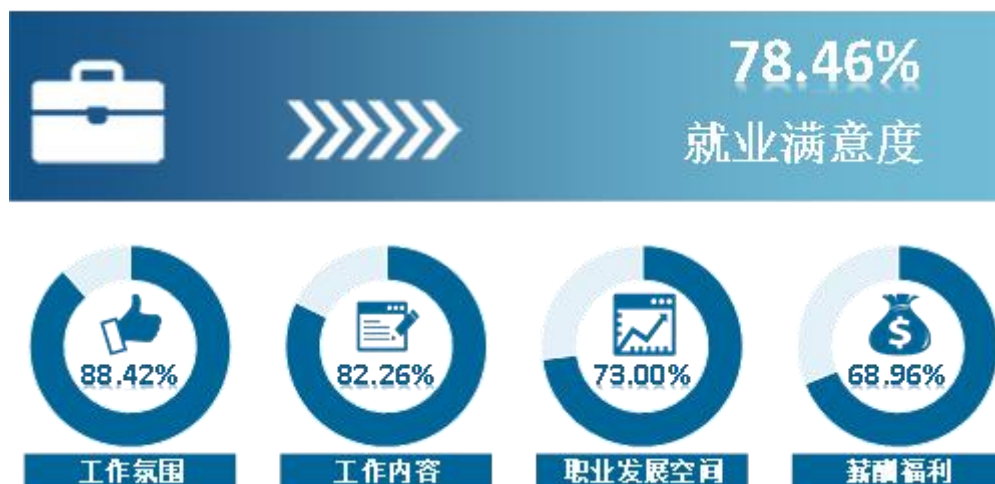 78.46%
就业满意度
88.42%
82.26%
73.00%
68.96%
工作氛围
工作内容
职业发展空间
薪酬福利